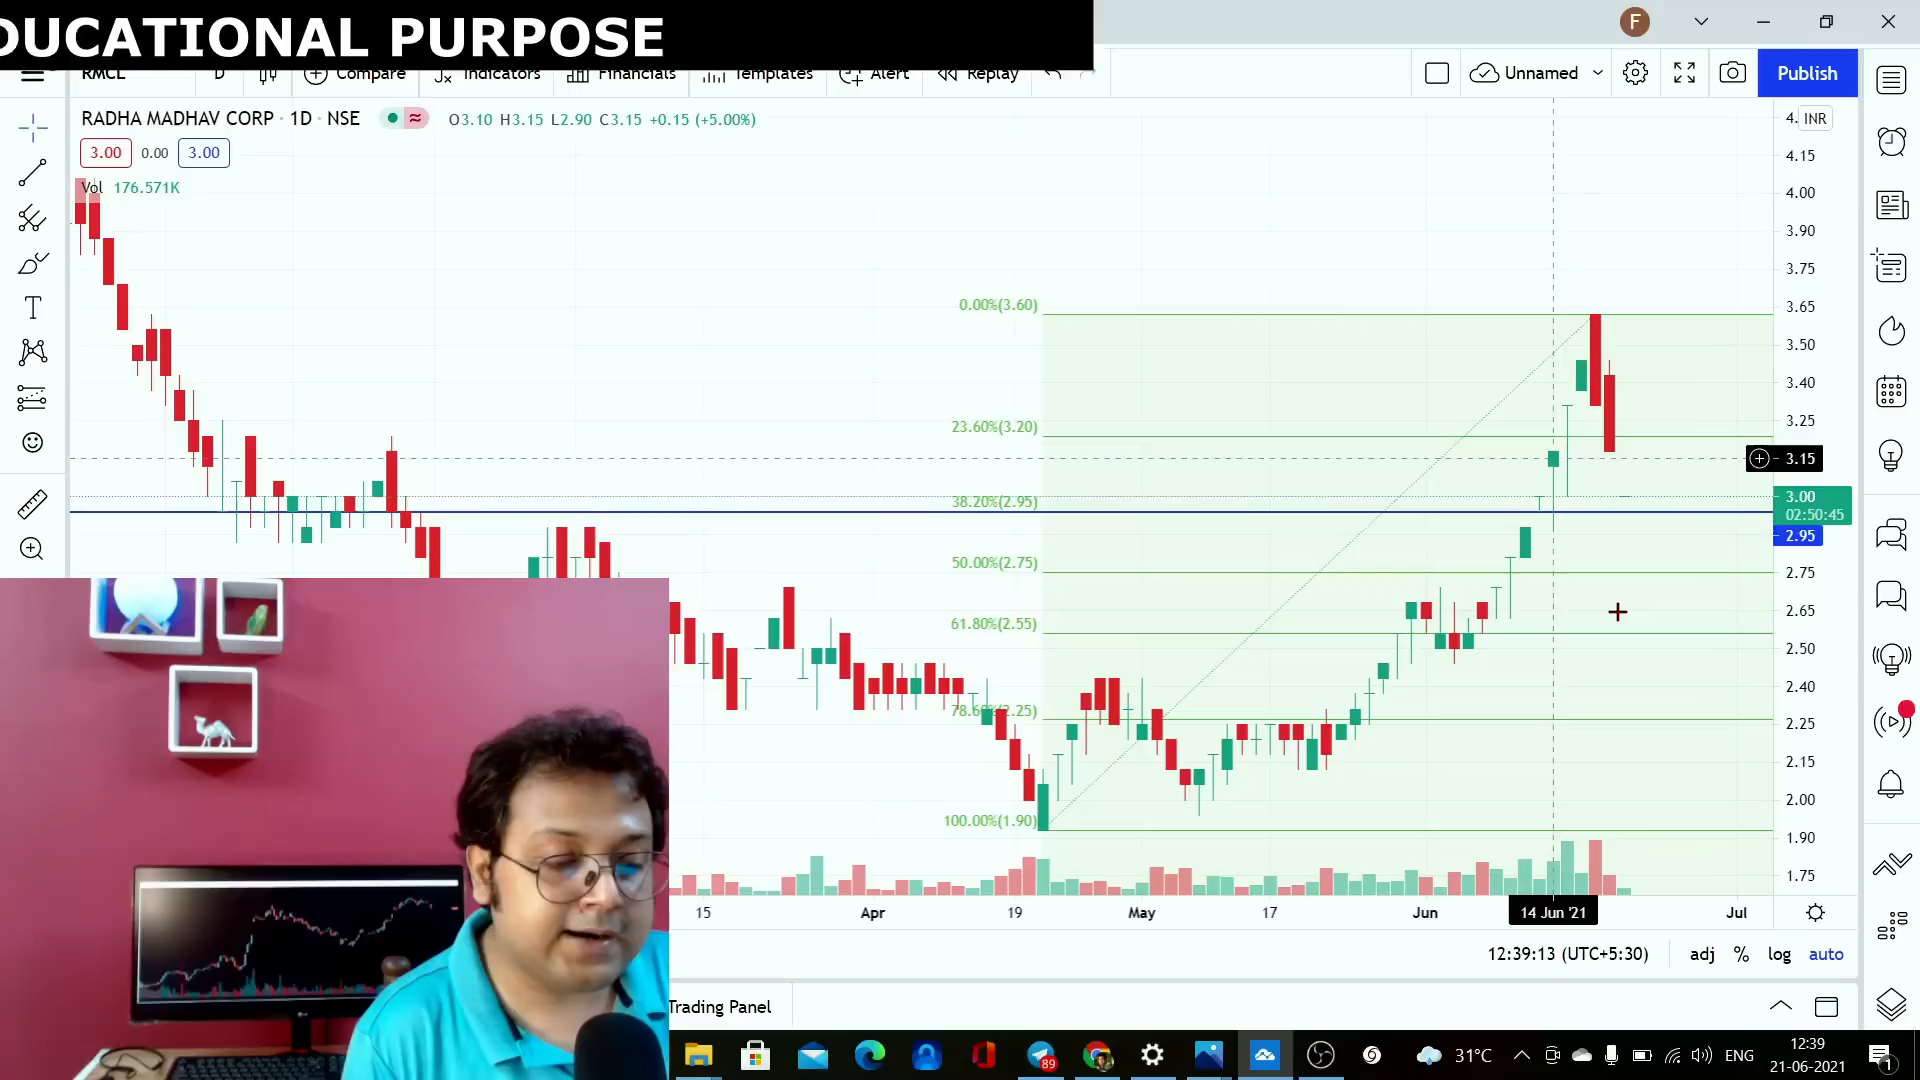 DUCATIONAL PURPOSE
F
RMCL D Compare Indicators Financials Templates Alert Replay Unnamed Publish
RADHA MADHAV CORP · 1D · NSE O3.10 H3.15 L2.90 C3.15 +0.15 (+5.00%)
INR
3.00 0.00 3.00
Vol 176.571K
4.15
4.00
3.90
3.75
3.65
3.50
3.40
3.25
3.15
3.00
02:50:45
2.95
2.75
2.65
2.50
2.40
2.25
2.15
2.00
1.90
1.75
0.00%(3.60)
23.60%(3.20)
38.20%(2.95)
50.00%(2.75)
61.80%(2.55)
78.60%(2.25)
100.00%(1.90)
15 Apr 19 May 17 Jun 14 Jun '21 Jul
12:39:13 (UTC+5:30) adj % log auto
Trading Panel
89
31°C ENG 12:39
21-06-2021
1